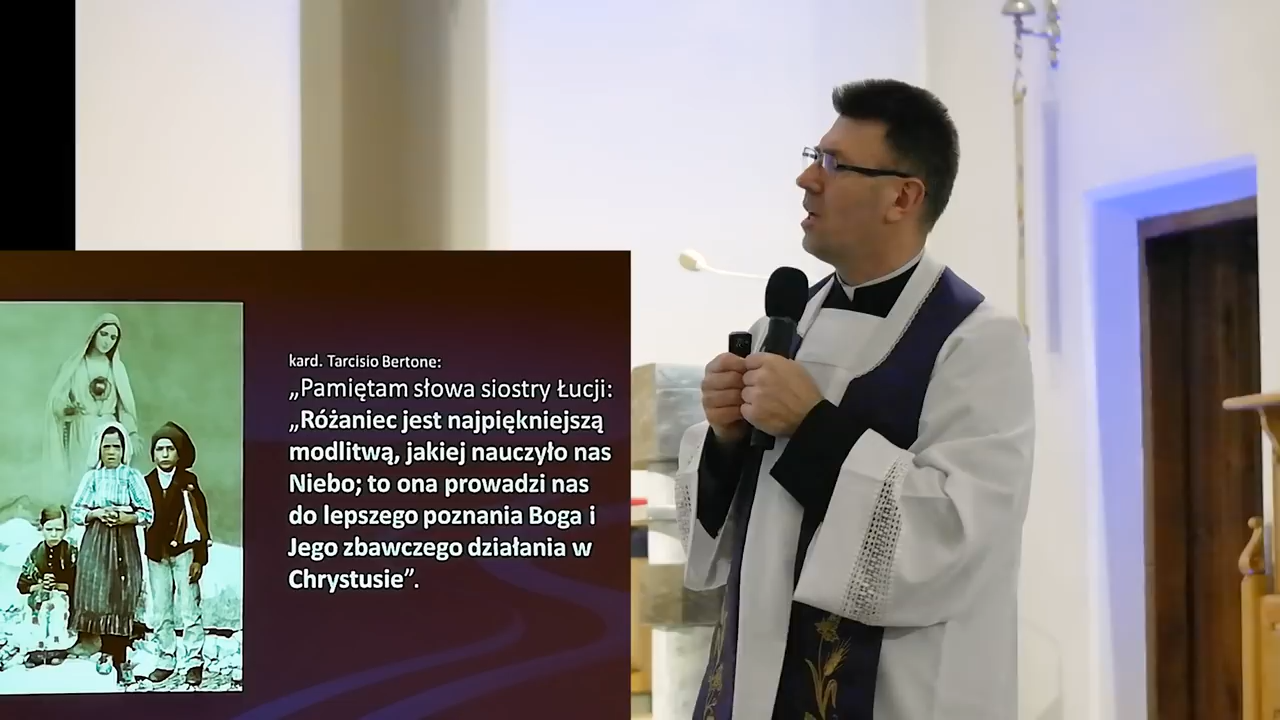 kard. Tarcisio Bertone:
„Pamiętam słowa siostry Łucji:
„Różaniec jest najpiękniejszą
modlitwą, jakiej nauczyło nas
Niebo; to ona prowadzi nas
do lepszego poznania Boga i
Jego zbawczego działania w
Chrystusie”.